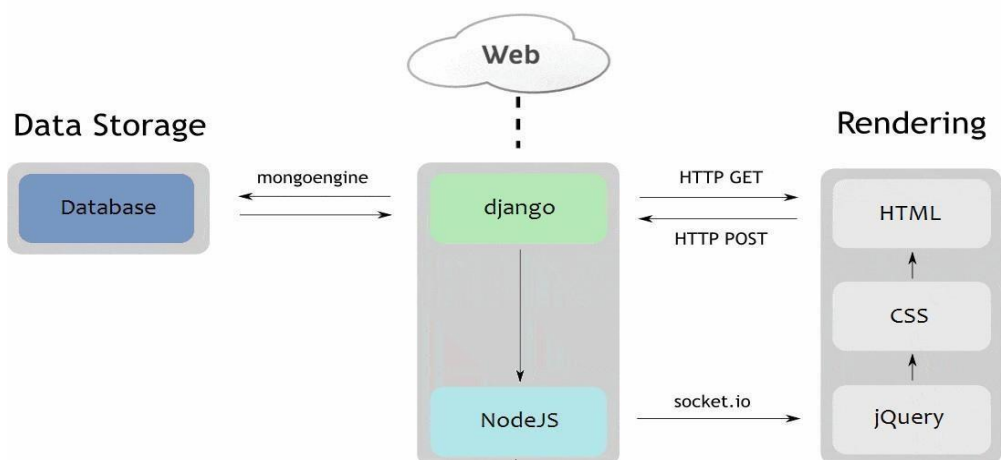 Web
Data Storage
Rendering
Database
mongoengine
django
HTTP GET
HTTP POST
HTML
CSS
NodeJS
socket.io
jQuery